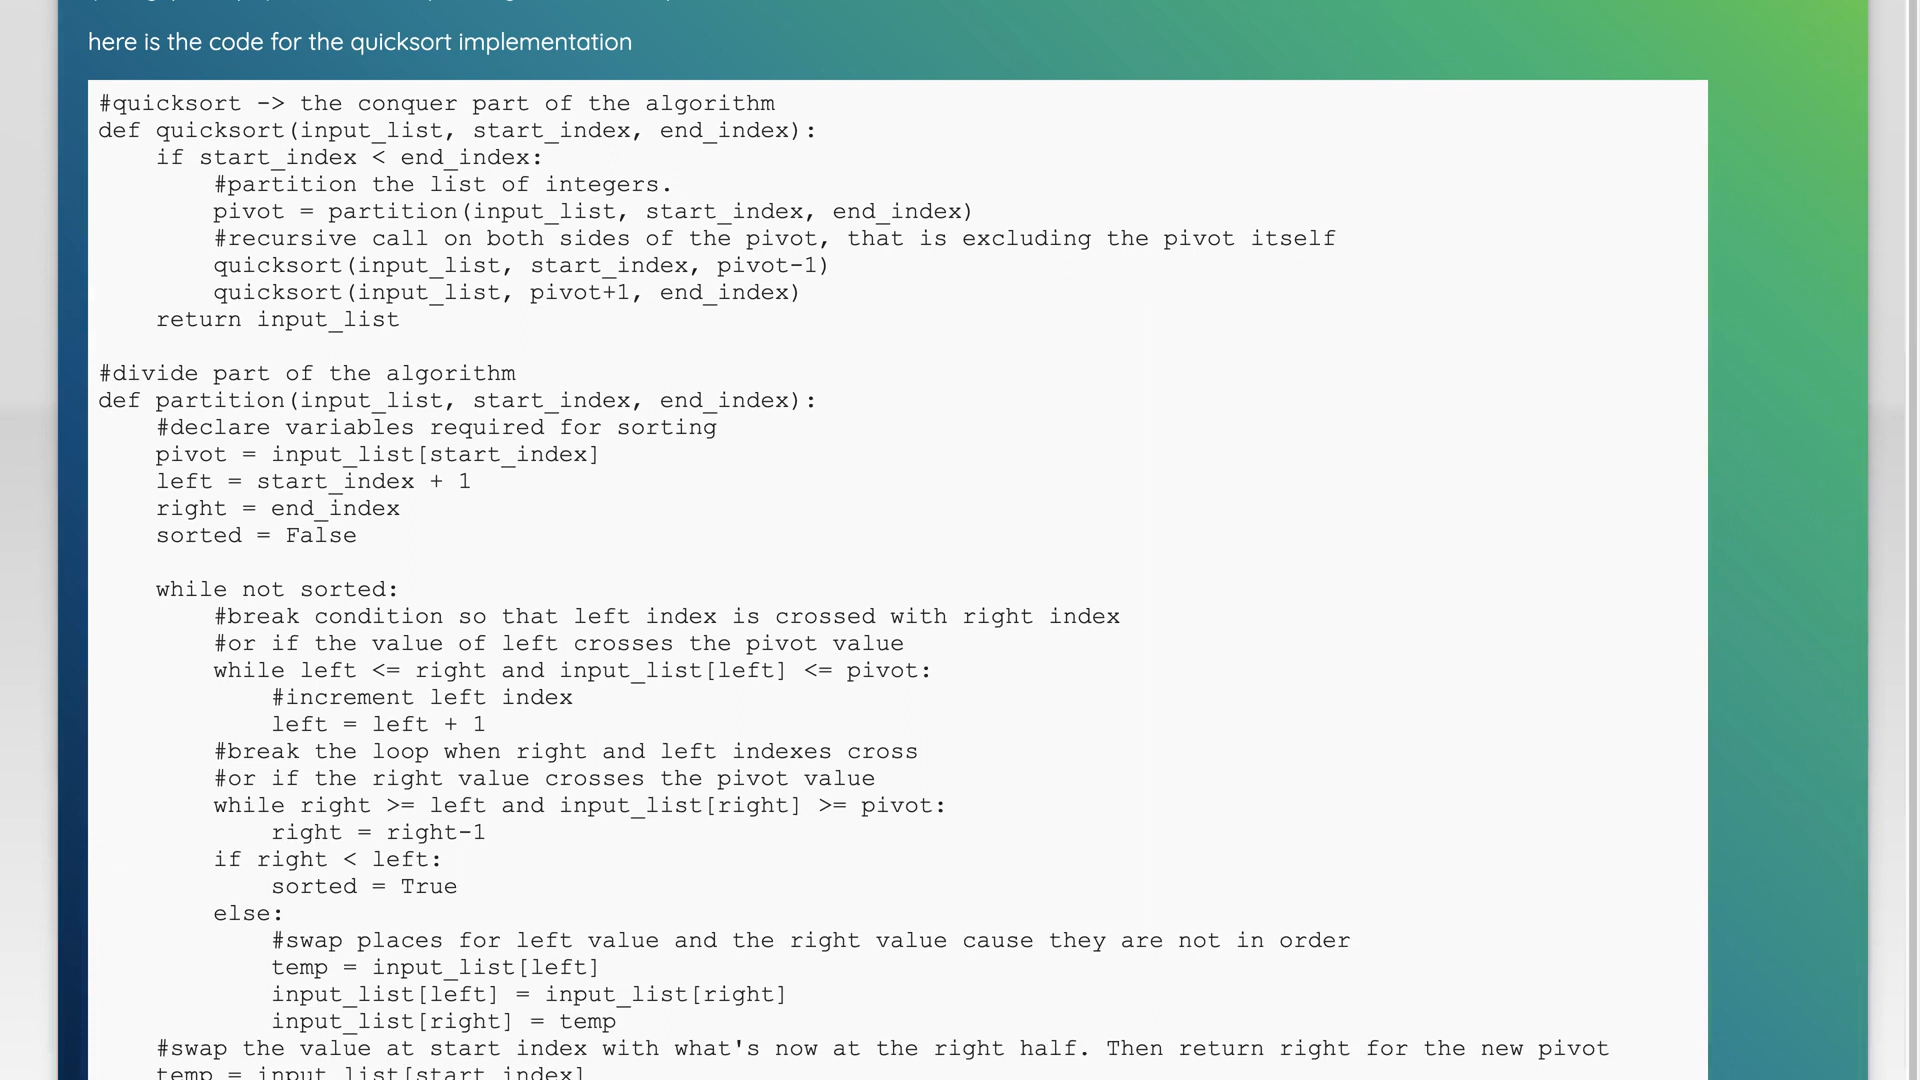 here is the code for the quicksort implementation
#quicksort -> the conquer part of the algorithm
def quicksort(input_list, start_index, end_index):
    if start_index < end_index:
        #partition the list of integers.
        pivot = partition(input_list, start_index, end_index)
        #recursive call on both sides of the pivot, that is excluding the pivot itself
        quicksort(input_list, start_index, pivot-1)
        quicksort(input_list, pivot+1, end_index)
    return input_list
#divide part of the algorithm
def partition(input_list, start_index, end_index):
    #declare variables required for sorting
    pivot = input_list[start_index]
    left = start_index + 1
    right = end_index
    sorted = False
    while not sorted:
        #break condition so that left index is crossed with right index
        #or if the value of left crosses the pivot value
        while left <= right and input_list[left] <= pivot:
            #increment left index
            left = left + 1
        #break the loop when right and left indexes cross
        #or if the right value crosses the pivot value
        while right >= left and input_list[right] >= pivot:
            right = right-1
        if right < left:
            sorted = True
        else:
            #swap places for left value and the right value cause they are not in order
            temp = input_list[left]
            input_list[left] = input_list[right]
            input_list[right] = temp
    #swap the value at start index with what's now at the right half. Then return right for the new pivot
    temp = input_list[start_index]